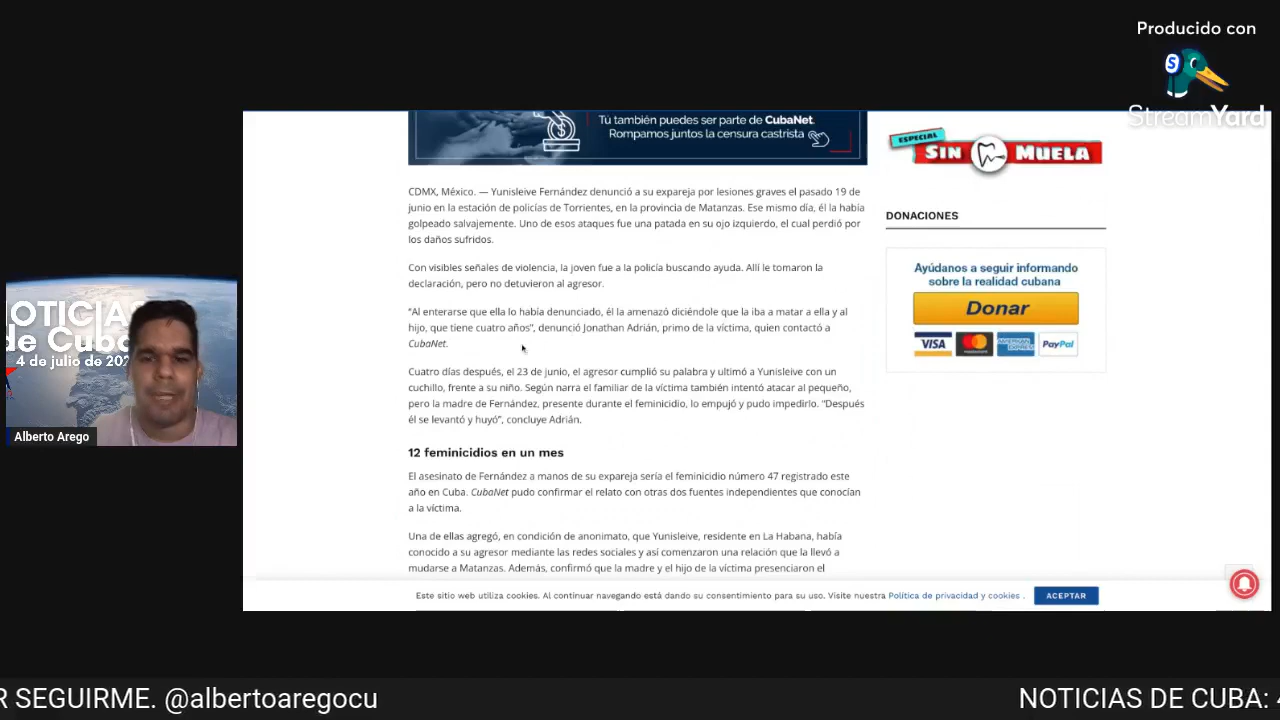 Producido con
StreamYard
Tú también puedes ser parte de CubaNet.
Rompamos juntos la censura castrista
ESPECIAL
SIN MUELA
CDMX, México. — Yunisleive Fernández denunció a su expareja por lesiones graves el pasado 19 de
junio en la estación de policías de Torrientes, en la provincia de Matanzas. Ese mismo día, él la había
golpeado salvajemente. Uno de esos ataques fue una patada en su ojo izquierdo, el cual perdió por
los daños sufridos.
Con visibles señales de violencia, la joven fue a la policía buscando ayuda. Allí le tomaron la
declaración, pero no detuvieron al agresor.
“Al enterarse que ella lo había denunciado, él la amenazó diciéndole que la iba a matar a ella y al
hijo, que tiene cuatro años”, denunció Jonathan Adrián, primo de la víctima, quien contactó a
CubaNet.
Cuatro días después, el 23 de junio, el agresor cumplió su palabra y ultimó a Yunisleive con un
cuchillo, frente a su niño. Según narra el familiar de la víctima también intentó atacar al pequeño,
pero la madre de Fernández, presente durante el feminicidio, lo empujó y pudo impedirlo. “Después
él se levantó y huyó”, concluye Adrián.
12 feminicidios en un mes
El asesinato de Fernández a manos de su expareja sería el feminicidio número 47 registrado este
año en Cuba. CubaNet pudo confirmar el relato con otras dos fuentes independientes que conocían
a la víctima.
Una de ellas agregó, en condición de anonimato, que Yunisleive, residente en La Habana, había
conocido a su agresor mediante las redes sociales y así comenzaron una relación que la llevó a
mudarse a Matanzas. Además, confirmó que la madre y el hijo de la víctima presenciaron el
DONACIONES
Ayúdanos a seguir informando
sobre la realidad cubana
Donar
VISA
MasterCard
AMERICAN EXPRESS
PayPal
Este sitio web utiliza cookies. Al continuar navegando está dando su consentimiento para su uso. Visite nuestra Política de privacidad y cookies .
ACEPTAR
OTICIAS
de Cuba
4 de julio de 202
Alberto Arego
R SEGUIRME. @albertoaregocu
NOTICIAS DE CUBA: